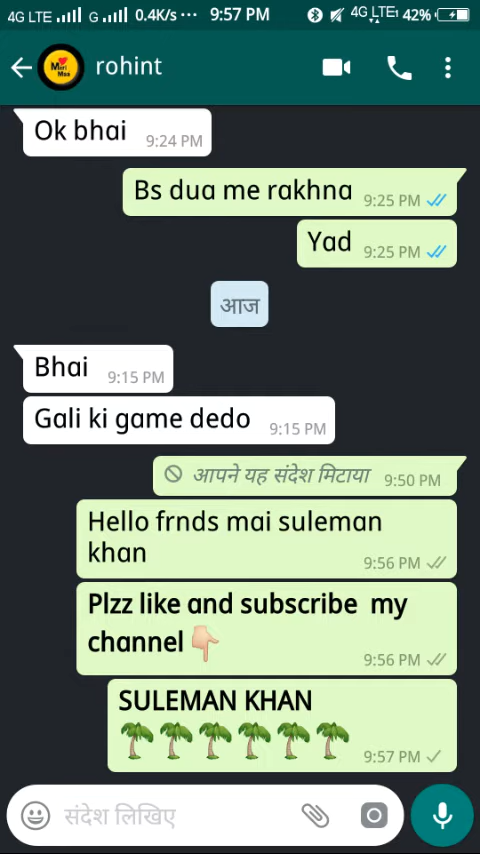 4G LTE G 0.4K/s ··· 9:57 PM 4G LTE 42%
rohint
Ok bhai 9:24 PM
Bs dua me rakhna 9:25 PM
Yad 9:25 PM
आज
Bhai 9:15 PM
Gali ki game dedo 9:15 PM
आपने यह संदेश मिटाया 9:50 PM
Hello frnds mai suleman
khan 9:56 PM
Plzz like and subscribe my
channel 👇🏻 9:56 PM
SULEMAN KHAN
🌴🌴🌴🌴🌴🌴 9:57 PM
संदेश लिखिए